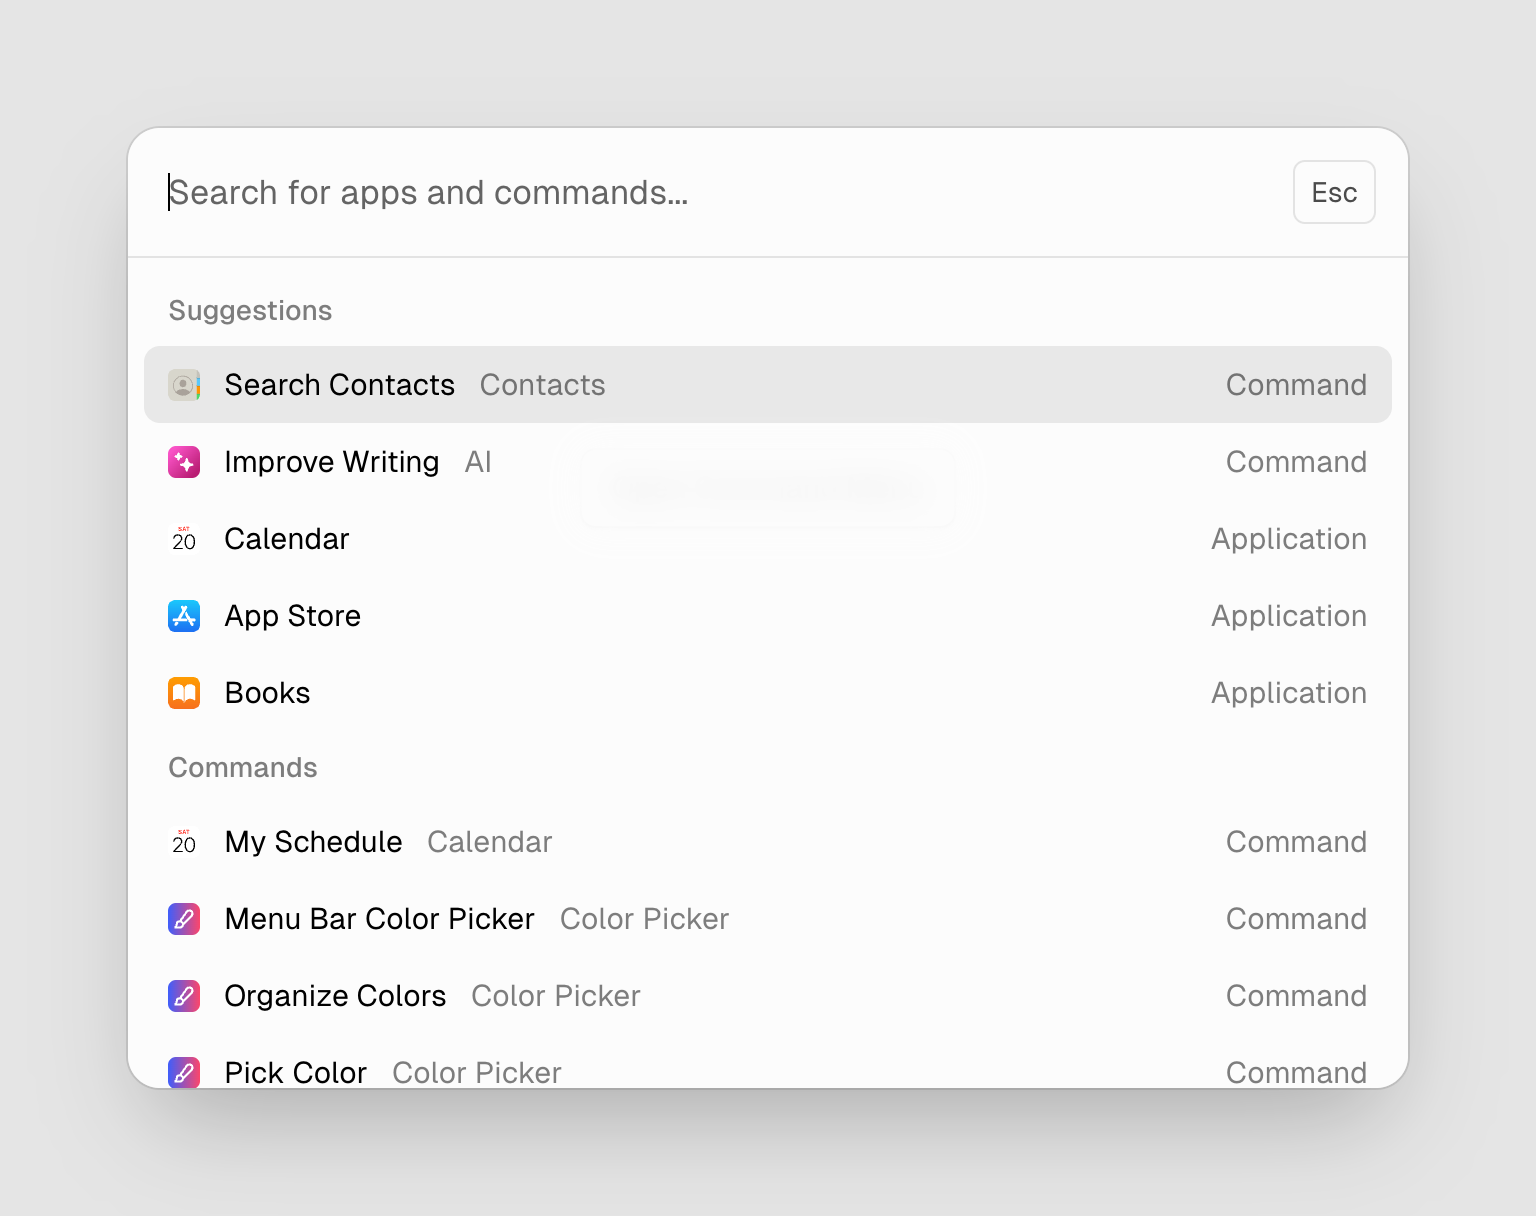 Search for apps and commands...
Esc
Suggestions
Search Contacts Contacts Command
Improve Writing AI Command
SAT
20
Calendar Application
App Store Application
Books Application
Commands
SAT
20
My Schedule Calendar Command
Menu Bar Color Picker Color Picker Command
Organize Colors Color Picker Command
Pick Color Color Picker Command